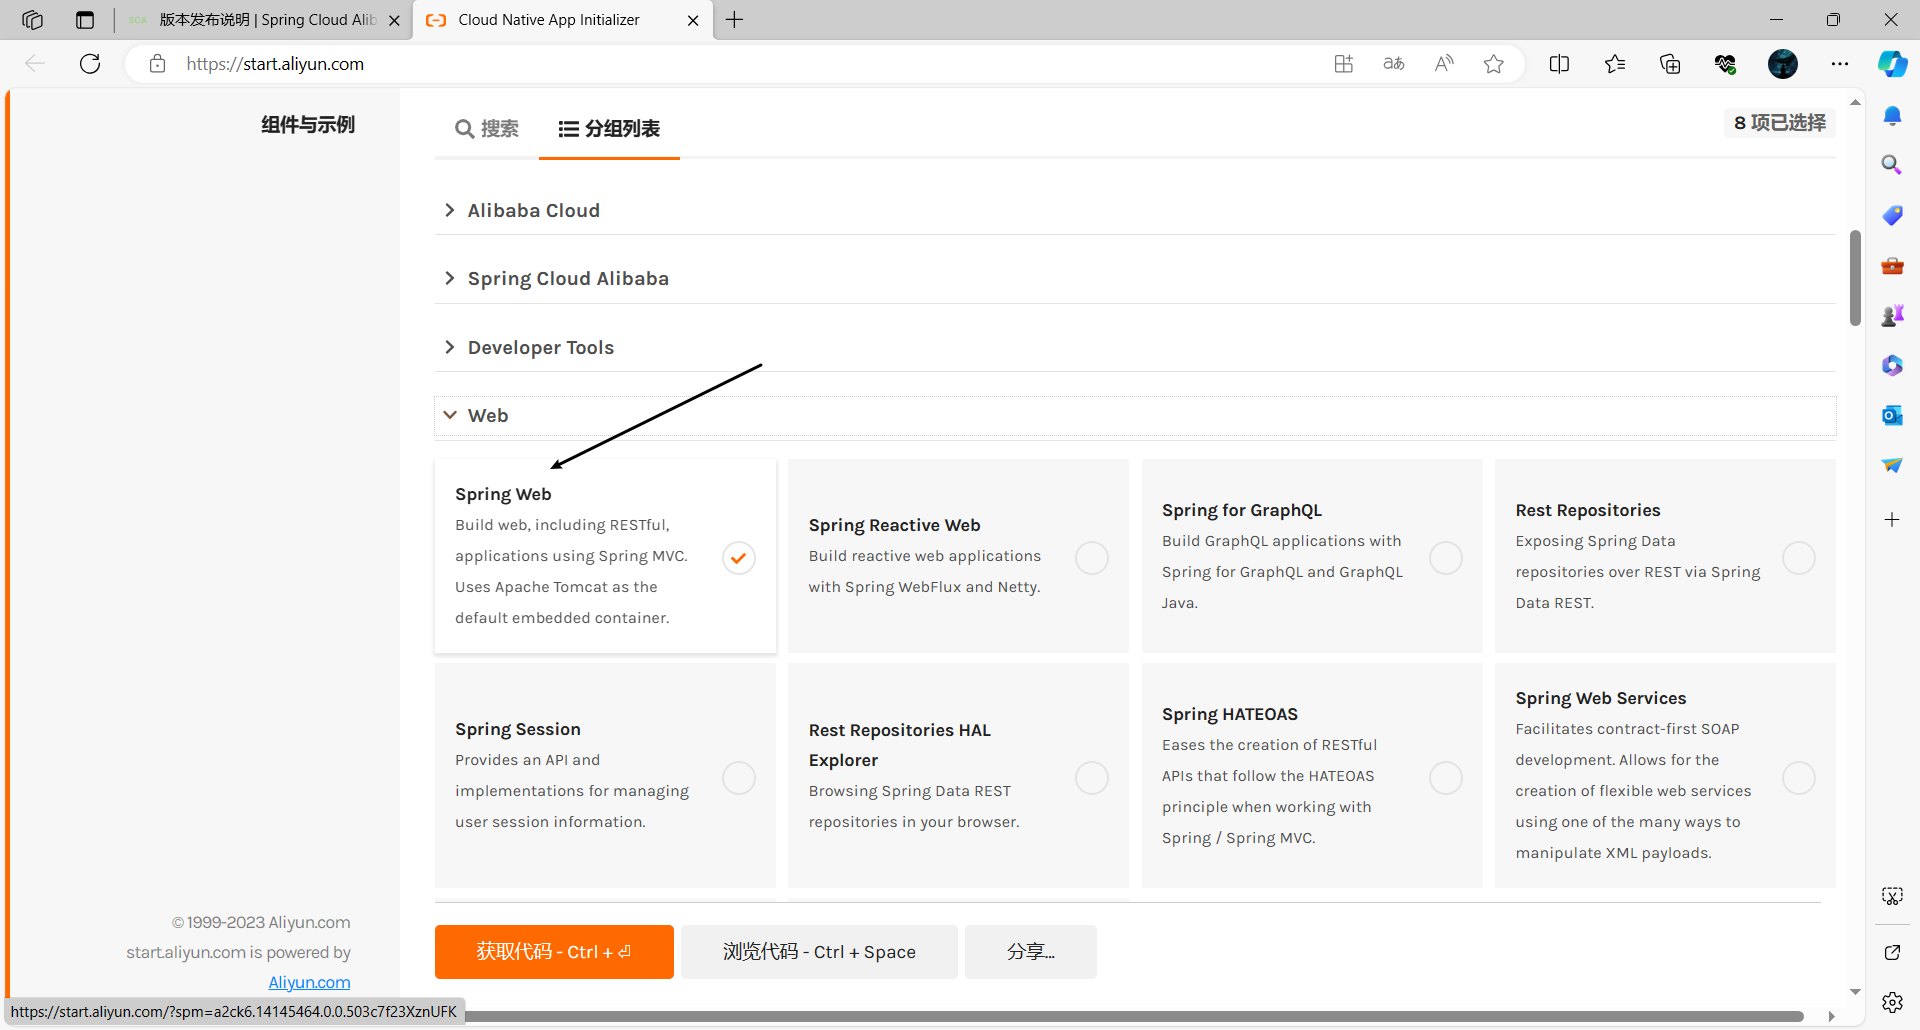 SCA 版本发布说明 | Spring Cloud Alib
Cloud Native App Initializer
https://start.aliyun.com
组件与示例
搜索
分组列表
8 项已选择
Alibaba Cloud
Spring Cloud Alibaba
Developer Tools
Web
Spring Web
Build web, including RESTful,
applications using Spring MVC.
Uses Apache Tomcat as the
default embedded container.
Spring Reactive Web
Build reactive web applications
with Spring WebFlux and Netty.
Spring for GraphQL
Build GraphQL applications with
Spring for GraphQL and GraphQL
Java.
Rest Repositories
Exposing Spring Data
repositories over REST via Spring
Data REST.
Spring Session
Provides an API and
implementations for managing
user session information.
Rest Repositories HAL
Explorer
Browsing Spring Data REST
repositories in your browser.
Spring HATEOAS
Eases the creation of RESTful
APIs that follow the HATEOAS
principle when working with
Spring / Spring MVC.
Spring Web Services
Facilitates contract-first SOAP
development. Allows for the
creation of flexible web services
using one of the many ways to
manipulate XML payloads.
© 1999-2023 Aliyun.com
start.aliyun.com is powered by
Aliyun.com
获取代码 - Ctrl + ⏎
浏览代码 - Ctrl + Space
分享...
https://start.aliyun.com/?spm=a2ck6.14145464.0.0.503c7f23XznUFK